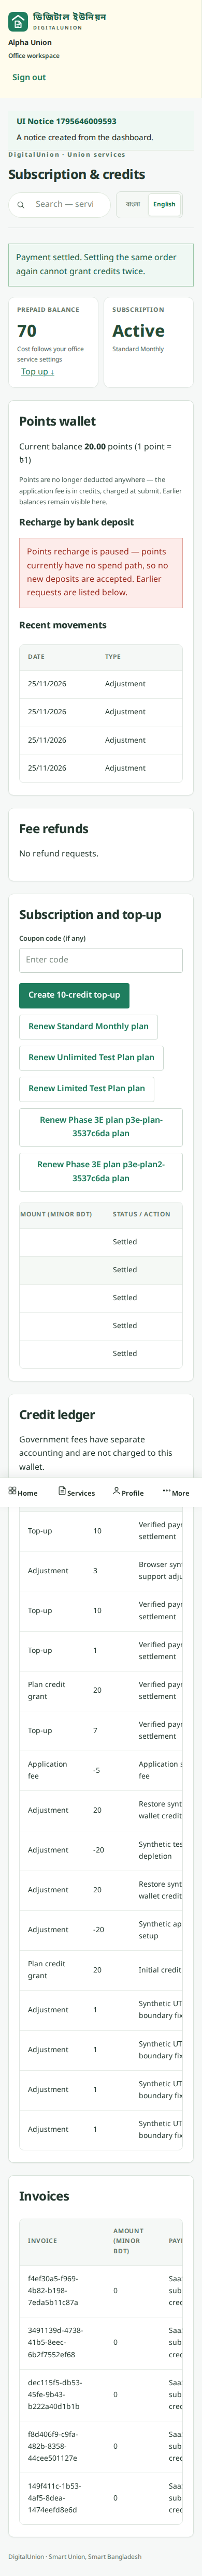 ডিজিটাল ইউনিয়ন
DIGITALUNION
Alpha Union
Office workspace
Sign out
UI Notice 1795646009593
A notice created from the dashboard.
DigitalUnion · Union services
Subscription & credits
Search — servi
বাংলা English
Payment settled. Settling the same order
again cannot grant credits twice.
PREPAID BALANCE
70
Cost follows your office
service settings
Top up ↓
SUBSCRIPTION
Active
Standard Monthly
Points wallet
Current balance 20.00 points (1 point =
৳1)
Points are no longer deducted anywhere — the
application fee is in credits, charged at submit. Earlier
balances remain visible here.
Recharge by bank deposit
Points recharge is paused — points
currently have no spend path, so no
new deposits are accepted. Earlier
requests are listed below.
Recent movements
DATE TYPE
25/11/2026 Adjustment
25/11/2026 Adjustment
25/11/2026 Adjustment
25/11/2026 Adjustment
Fee refunds
No refund requests.
Subscription and top-up
Coupon code (if any)
Enter code
Create 10-credit top-up
Renew Standard Monthly plan
Renew Unlimited Test Plan plan
Renew Limited Test Plan plan
Renew Phase 3E plan p3e-plan-
3537c6da plan
Renew Phase 3E plan p3e-plan2-
3537c6da plan
MOUNT (MINOR BDT) STATUS / ACTION
Settled
Settled
Settled
Settled
Settled
Credit ledger
Government fees have separate
accounting and are not charged to this
wallet.
Home Services Profile More
Top-up 10 Verified pay
settlement
Adjustment 3 Browser synt
support adju
Top-up 10 Verified pay
settlement
Top-up 1 Verified pay
settlement
Plan credit
grant 20 Verified pay
settlement
Top-up 7 Verified pay
settlement
Application
fee -5 Application s
fee
Adjustment 20 Restore synt
wallet credit
Adjustment -20 Synthetic tes
depletion
Adjustment 20 Restore synt
wallet credit
Adjustment -20 Synthetic ap
setup
Plan credit
grant 20 Initial credit
Adjustment 1 Synthetic UT
boundary fix
Adjustment 1 Synthetic UT
boundary fix
Adjustment 1 Synthetic UT
boundary fix
Adjustment 1 Synthetic UT
boundary fix
Invoices
INVOICE AMOUNT
(MINOR
BDT) PAY
f4ef30a5-f969-
4b82-b198-
7eda5b11c87a 0 Saa
sub
cred
3491139d-4738-
41b5-8eec-
6b2f7552ef68 0 Saa
sub
cred
dec115f5-db53-
45fe-9b43-
b222a40d1b1b 0 Saa
sub
cred
f8d406f9-c9fa-
482b-8358-
44cee501127e 0 Saa
sub
cred
149f411c-1b53-
4af5-8dea-
1474eefd8e6d 0 Saa
sub
cred
DigitalUnion · Smart Union, Smart Bangladesh